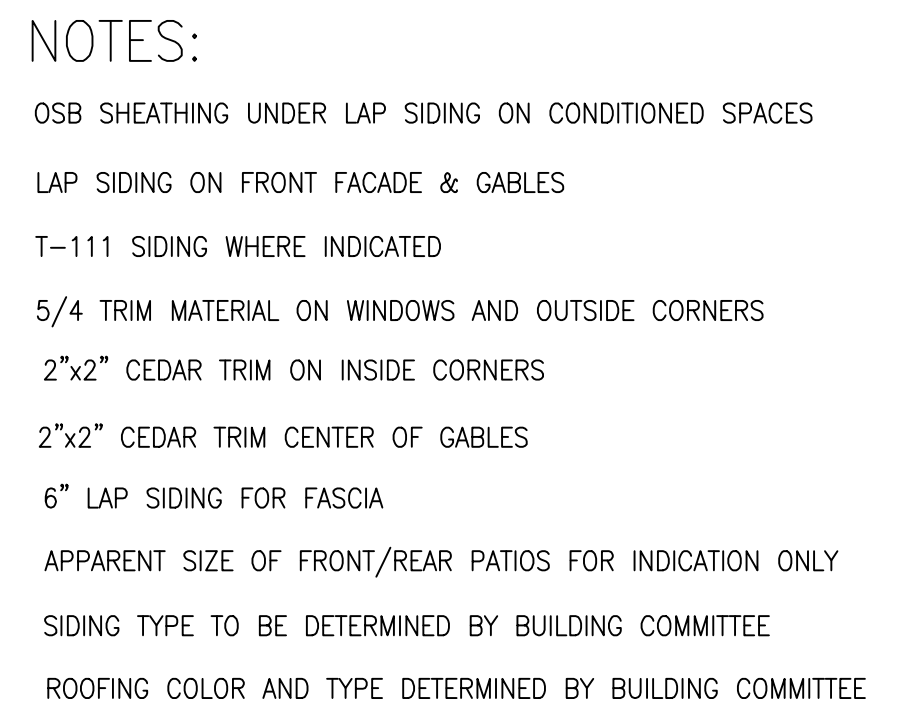 NOTES:
OSB SHEATHING UNDER LAP SIDING ON CONDITIONED SPACES
LAP SIDING ON FRONT FACADE & GABLES
T-111 SIDING WHERE INDICATED
5/4 TRIM MATERIAL ON WINDOWS AND OUTSIDE CORNERS
2”x2” CEDAR TRIM ON INSIDE CORNERS
2”x2” CEDAR TRIM CENTER OF GABLES
6” LAP SIDING FOR FASCIA
APPARENT SIZE OF FRONT/REAR PATIOS FOR INDICATION ONLY
SIDING TYPE TO BE DETERMINED BY BUILDING COMMITTEE
ROOFING COLOR AND TYPE DETERMINED BY BUILDING COMMITTEE